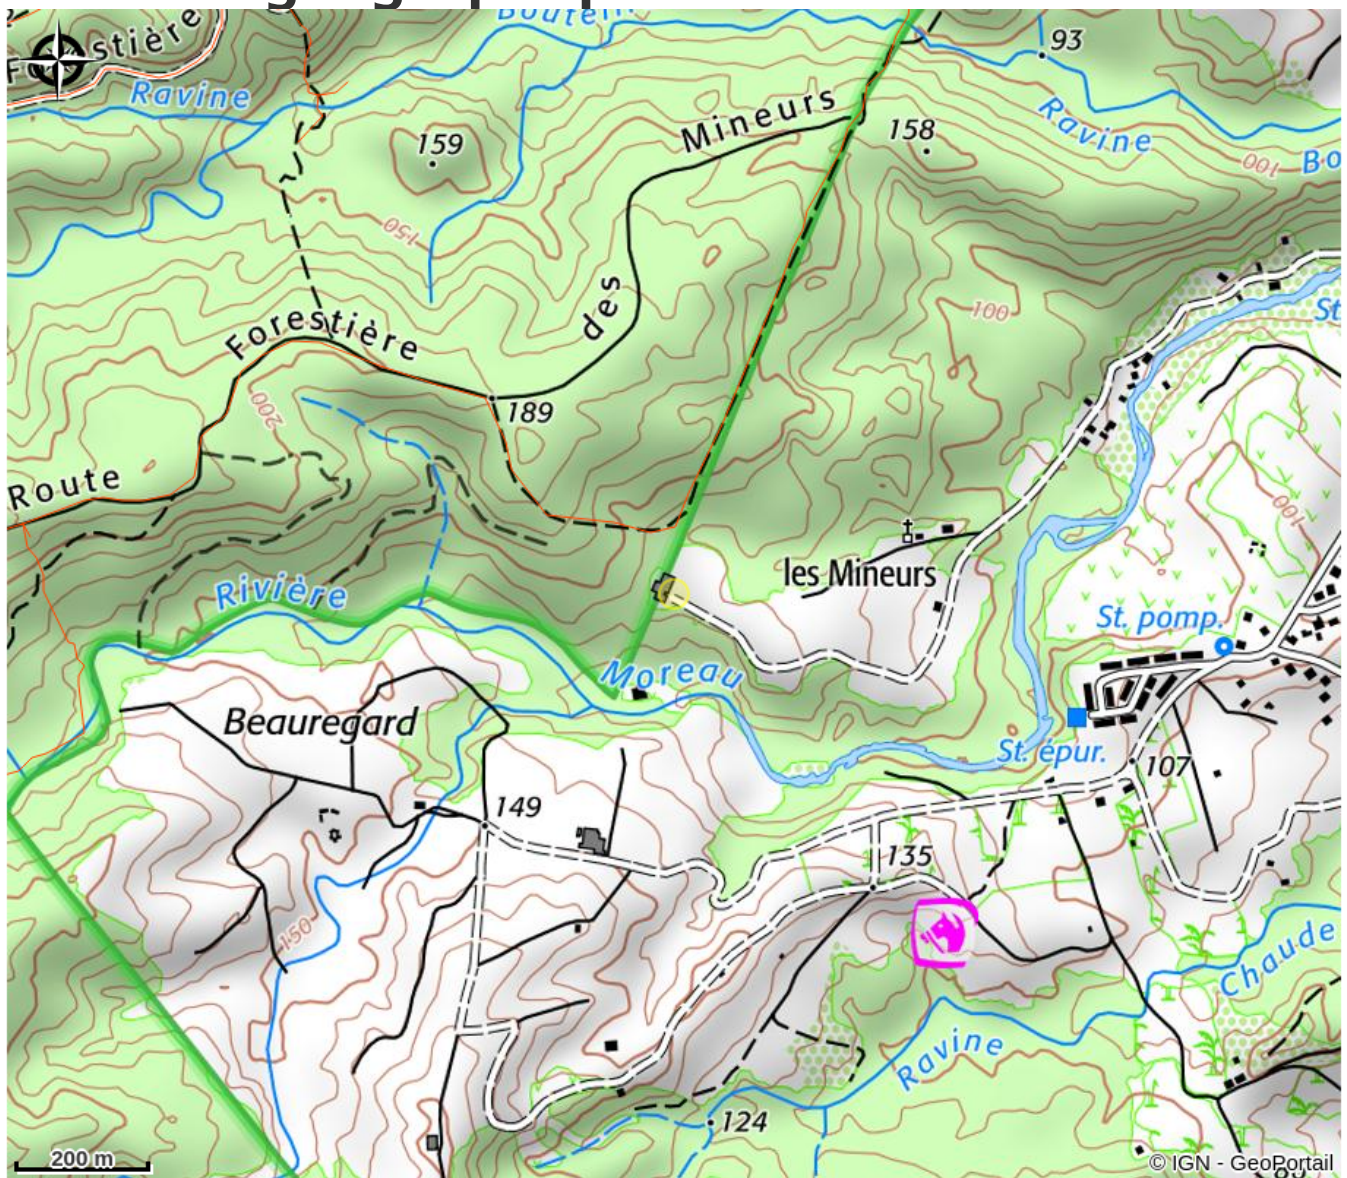 Forestière
Ravine
93
Mineurs
Ravine
159
158
100
Bo
150
des
100
St
Forestière
200
189
Route
100
les Mineurs
Rivière
St. pomp.
Moreau
Beauregard
St. épur.
107
149
135
150
Chaude
Ravine
124
200 m
© IGN - GeoPortail